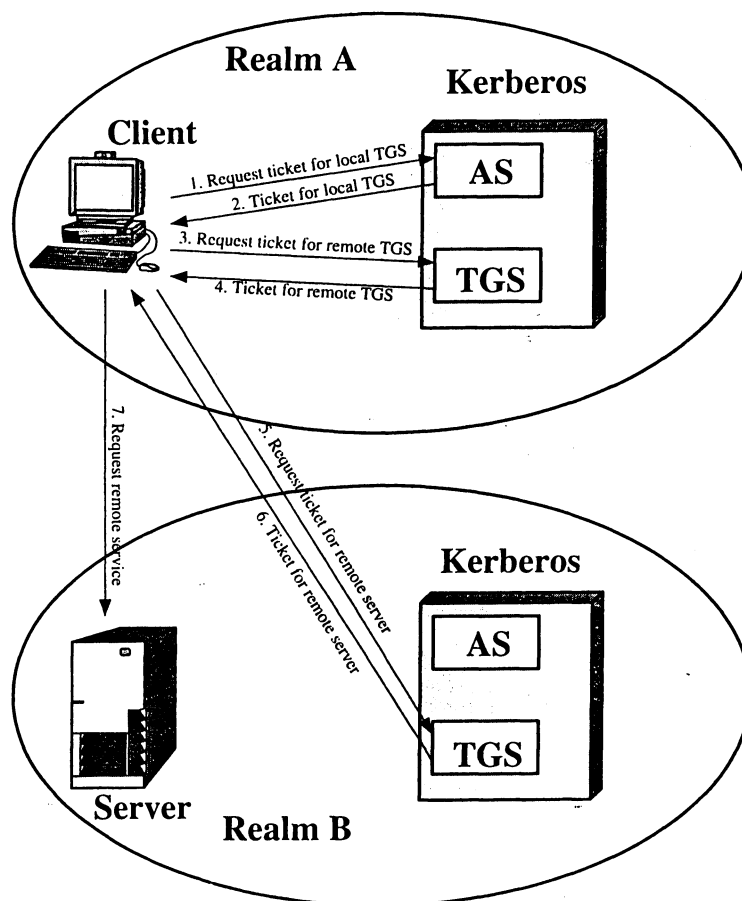 Realm A
Kerberos
Client
1. Request ticket for local TGS
AS
2. Ticket for local TGS
3. Request ticket for remote TGS
TGS
4. Ticket for remote TGS
7. Request remote service
5. Request ticket for remote server
6. Ticket for remote server
Kerberos
AS
TGS
Server
Realm B